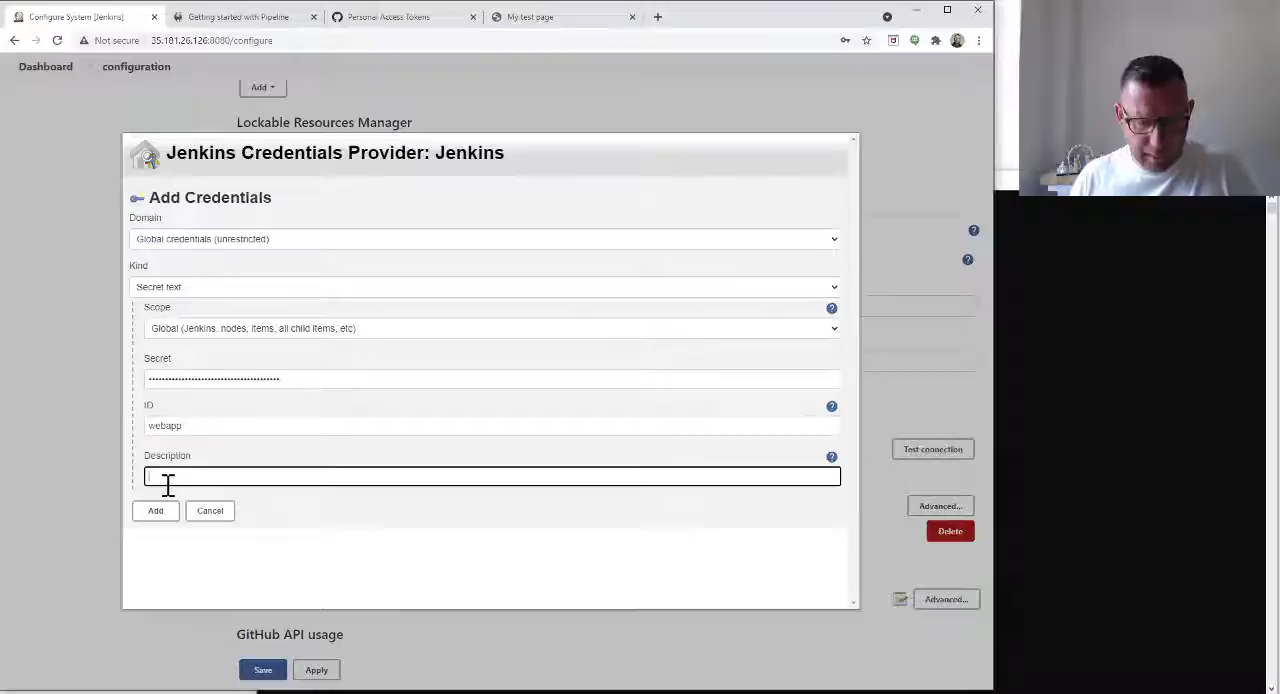 Configure System [Jenkins]
Getting started with Pipeline
Personal Access Tokens
My test page
Not secure
35.181.26.126:8080/configure
Dashboard
configuration
Add
Lockable Resources Manager
Jenkins Credentials Provider: Jenkins
Add Credentials
Domain
Global credentials (unrestricted)
Kind
Secret text
Scope
Global (Jenkins, nodes, items, all child items, etc)
Secret
ID
webapp
Description
Add
Cancel
Test connection
Advanced...
Delete
Advanced...
GitHub API usage
Save
Apply